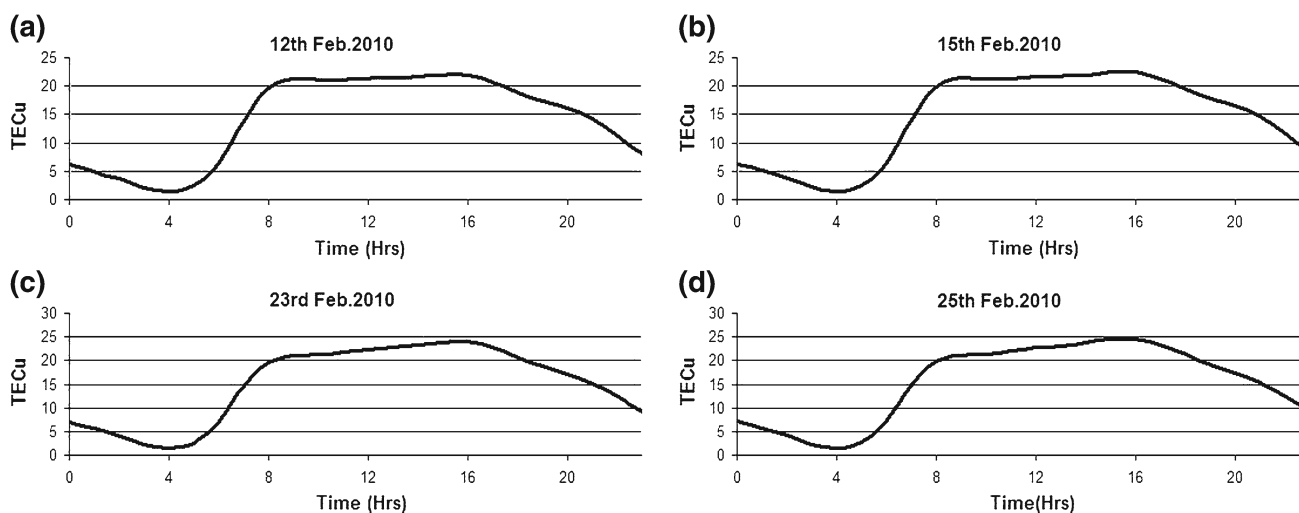 (a)
12th Feb.2010
25
20
15
10
5
0
TECu
0 4 8 12 16 20
Time (Hrs)
(b)
15th Feb.2010
25
20
15
10
5
0
TECu
0 4 8 12 16 20
Time (Hrs)
(c)
23rd Feb.2010
30
25
20
15
10
5
0
TECu
0 4 8 12 16 20
Time (Hrs)
(d)
25th Feb.2010
30
25
20
15
10
5
0
TECu
0 4 8 12 16 20
Time(Hrs)